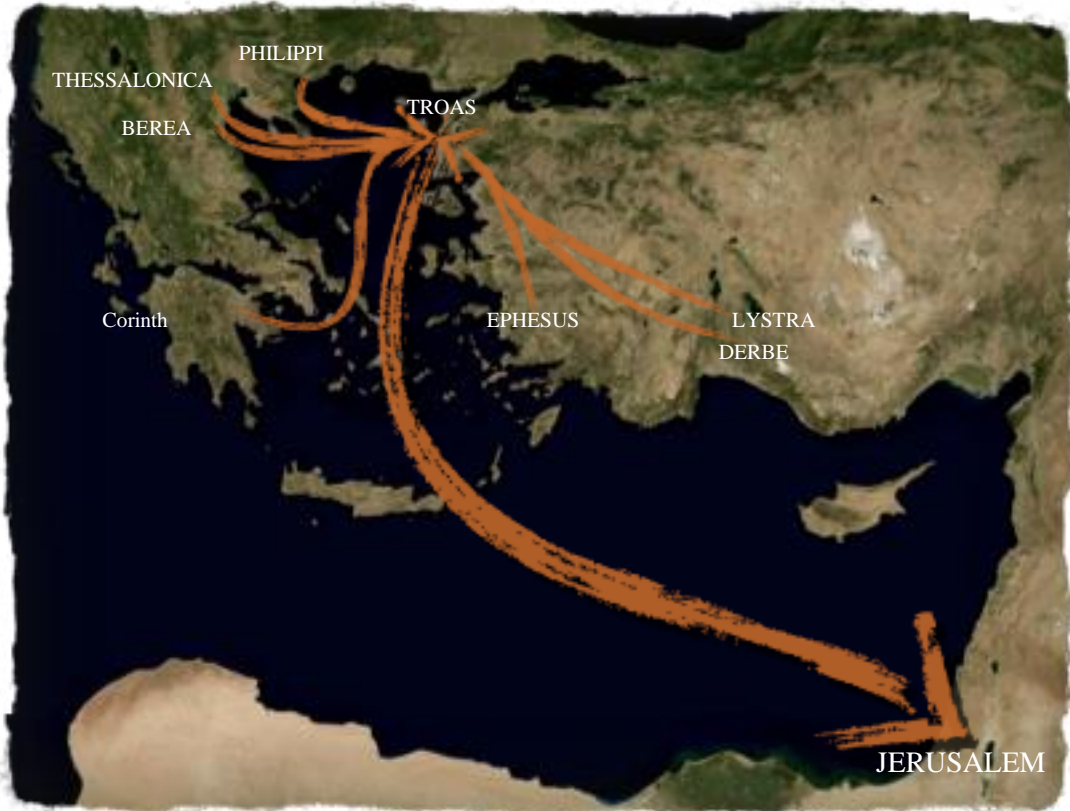 PHILIPPI
THESSALONICA
TROAS
BEREA
Corinth
EPHESUS
LYSTRA
DERBE
JERUSALEM